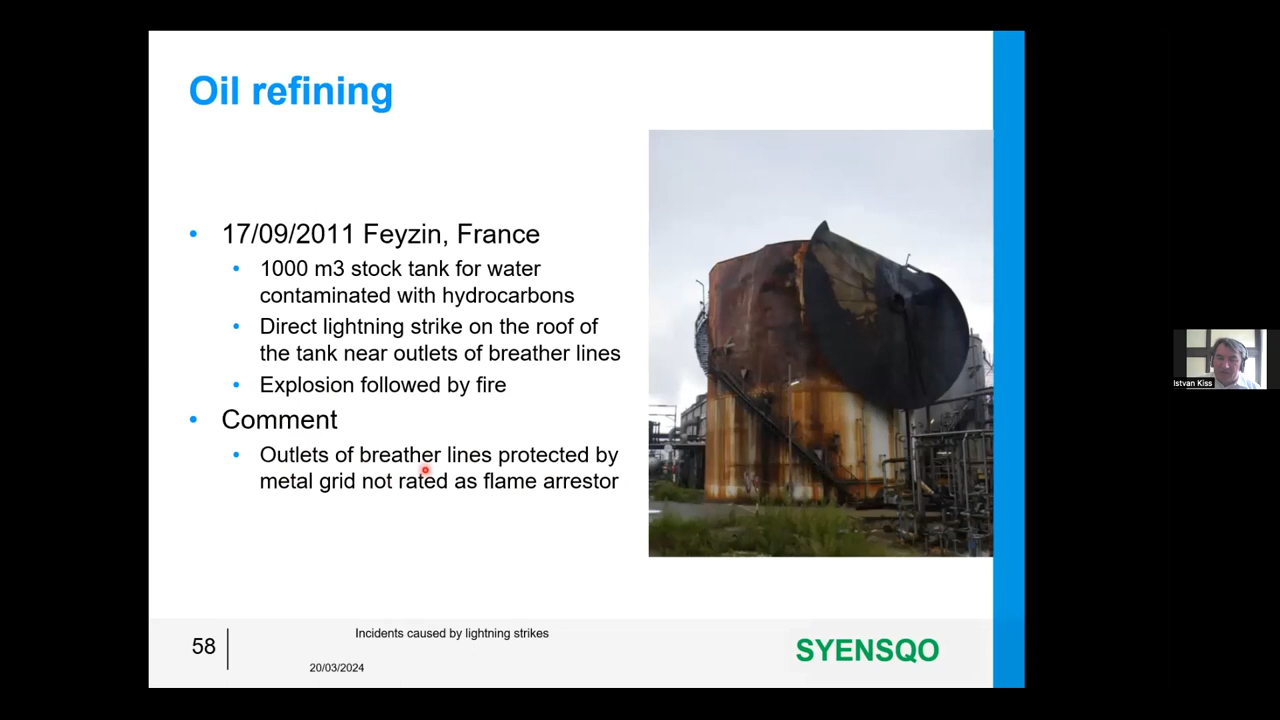 Oil refining
• 17/09/2011 Feyzin, France
• 1000 m3 stock tank for water
contaminated with hydrocarbons
• Direct lightning strike on the roof of
the tank near outlets of breather lines
• Explosion followed by fire
• Comment
• Outlets of breather lines protected by
metal grid not rated as flame arrestor
Istvan Kiss
58
Incidents caused by lightning strikes
20/03/2024
SYENSQO